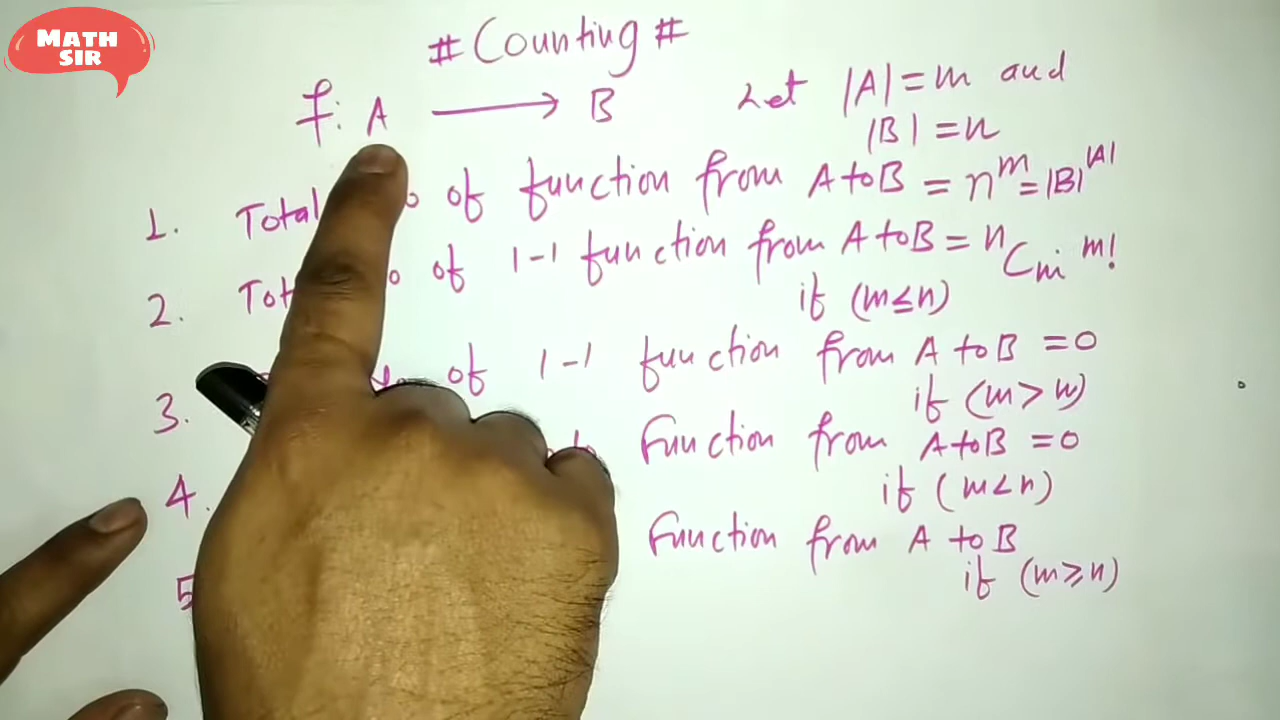 MATH
SIR
# Counting #
f: A → B Let |A| = m and
|B| = n
1. Total of function from A to B = n^m = |B|^|A|
2. of 1-1 function from A to B = nCm m!
if (m ≤ n)
3. of 1-1 function from A to B = 0
if (m > n)
4. Function from A to B = 0
if (m < n)
5 Function from A to B
if (m ≥ n)